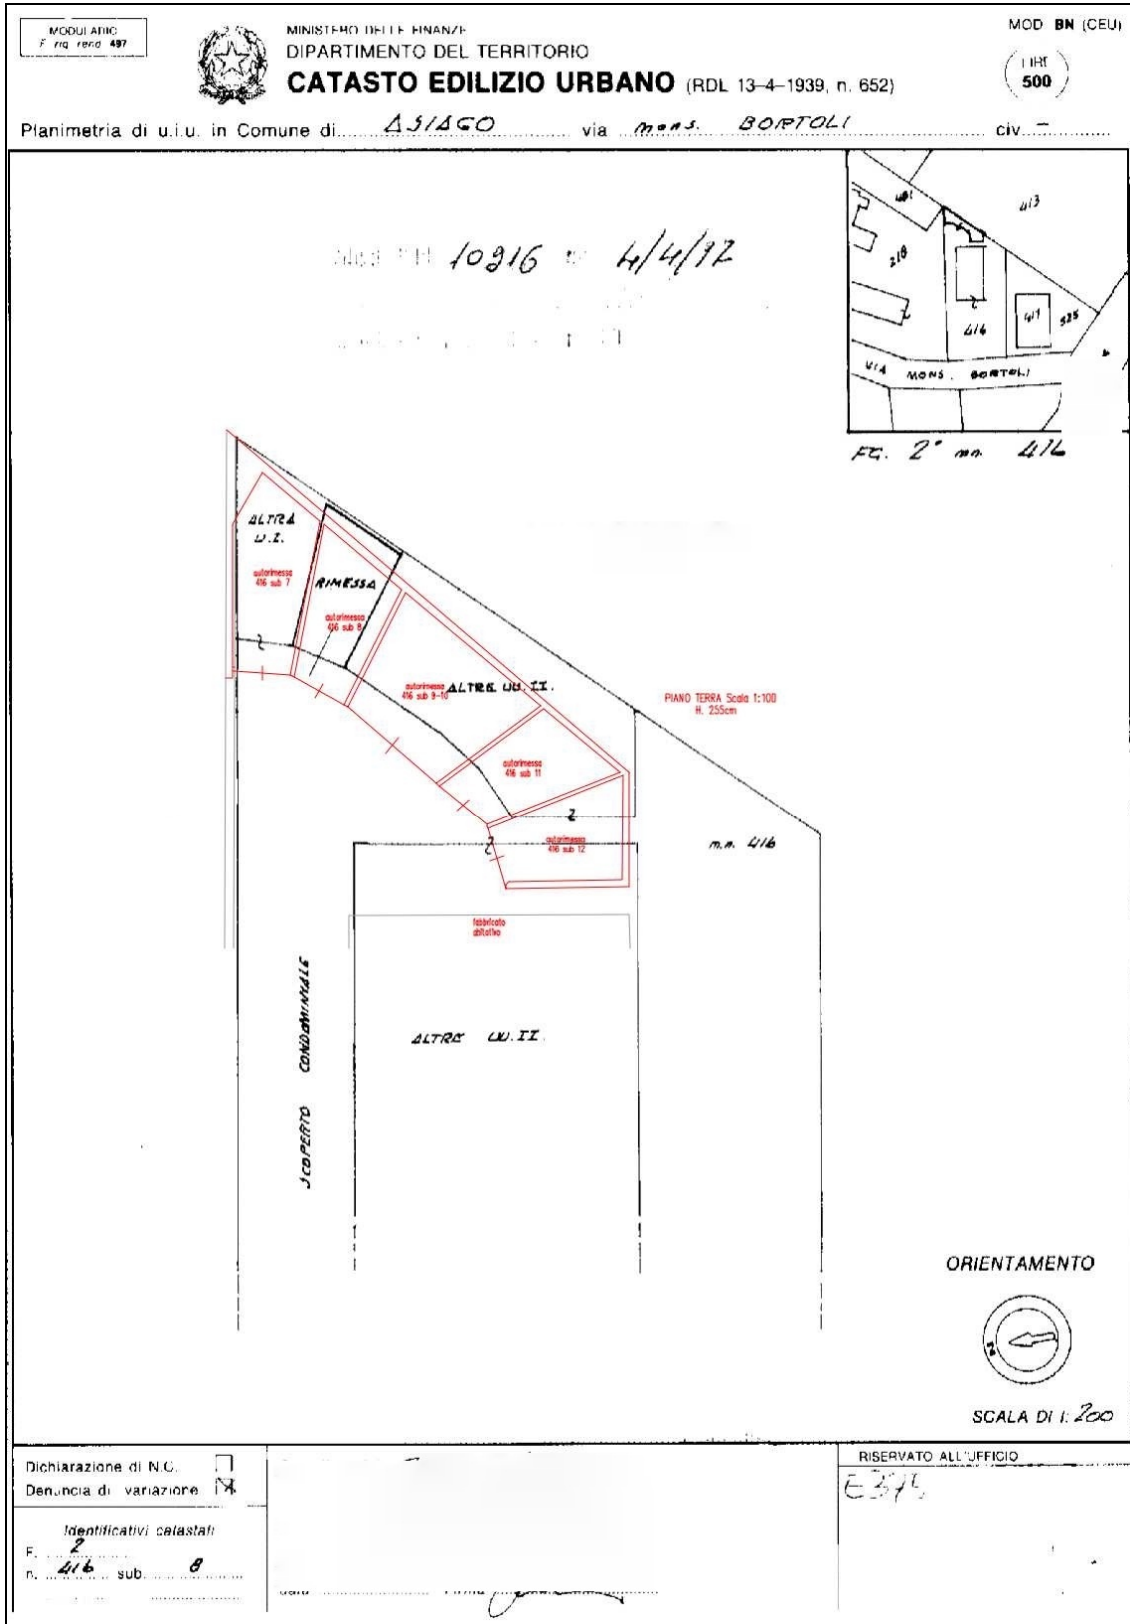 MODULARIO
F. rig. rend. 497
MINISTERO DELLE FINANZE
DIPARTIMENTO DEL TERRITORIO
CATASTO EDILIZIO URBANO (RDL 13-4-1939, n. 652)
MOD. BN (CEU)
LIRE
500
Planimetria di u.i.u. in Comune di ASIAGO via mons. BORTOLI civ. -
10916 4/4/92
413
218
416
417
525
VIA MONS. BORTOLI
FG. 2° mn. 416
ALTRA
U.I.
autorimessa
416 sub 7
RIMESSA
autorimessa
416 sub 8
autorimessa
416 sub 9-10
ALTRE UU.II.
PIANO TERRA Scala 1:100
H. 255cm
autorimessa
416 sub 11
autorimessa
416 sub 12
m.n. 416
fabbricato
abitativo
SCOPERTO CONDOMINIALE
ALTRE UU.II.
ORIENTAMENTO
SCALA DI 1:200
Dichiarazione di N.C.
Denuncia di variazione
Identificativi catastali
F. 2
n. 416 sub. 8
RISERVATO ALL'UFFICIO